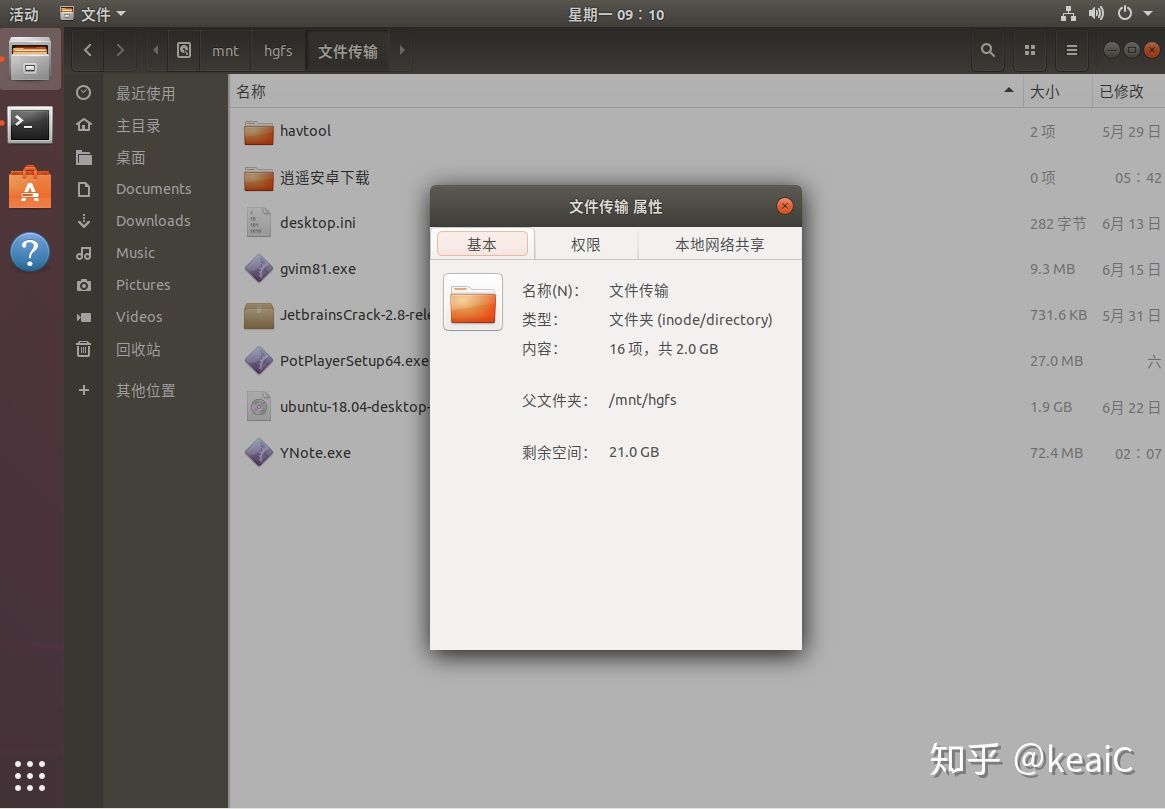 活动 文件 星期一 09：10
mnt hgfs 文件传输
最近使用
主目录
桌面
Documents
Downloads
Music
Pictures
Videos
回收站
+ 其他位置
名称 大小 已修改
havtool 2 项 5月 29 日
逍遥安卓下载 0 项 05：42
desktop.ini 282 字节 6月 13 日
gvim81.exe 9.3 MB 6月 15 日
JetbrainsCrack-2.8-rele 731.6 KB 5月 31 日
PotPlayerSetup64.exe 27.0 MB 六
ubuntu-18.04-desktop- 1.9 GB 6月 22 日
YNote.exe 72.4 MB 02：07
文件传输 属性
基本 权限 本地网络共享
名称(N)： 文件传输
类型： 文件夹 (inode/directory)
内容： 16 项，共 2.0 GB
父文件夹： /mnt/hgfs
剩余空间： 21.0 GB
知乎 @keaiC